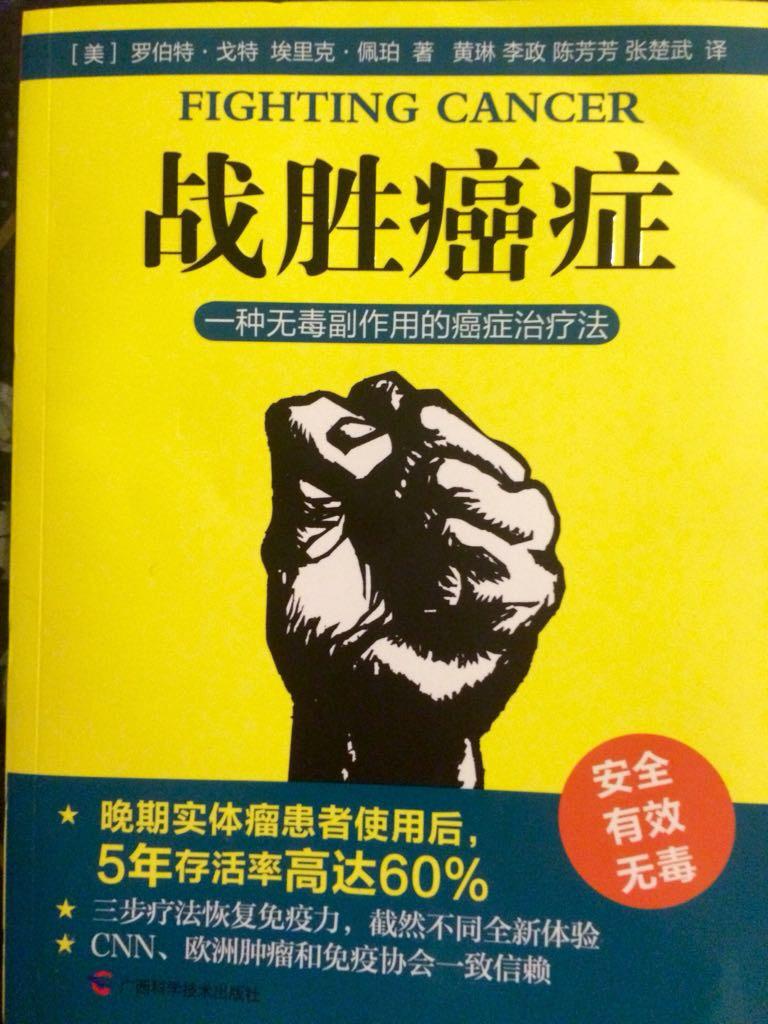 [美] 罗伯特·戈特 埃里克·佩珀 著 黄琳 李政 陈芳芳 张楚武 译
FIGHTING CANCER
战胜癌症
一种无毒副作用的癌症治疗法
安全
有效
无毒
★ 晚期实体瘤患者使用后,
5年存活率高达60%
★ 三步疗法恢复免疫力,截然不同全新体验
★ CNN、欧洲肿瘤和免疫协会一致信赖
广西科学技术出版社